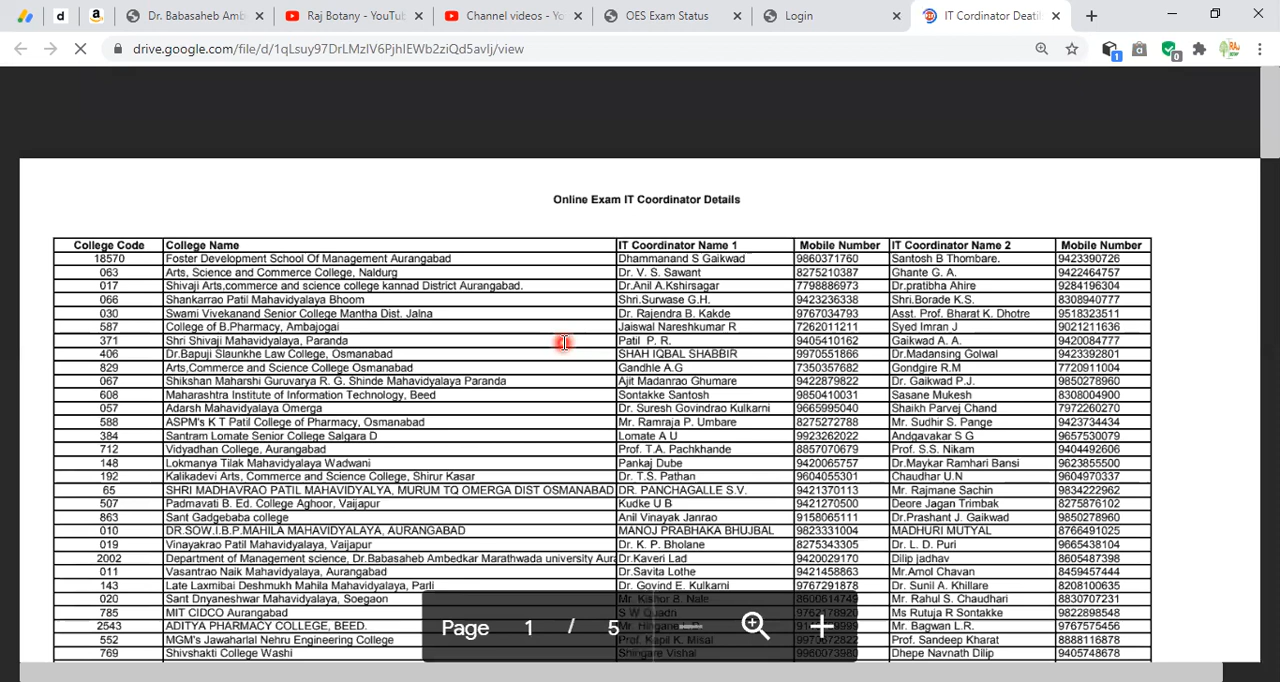 Dr. Babasaheb Amb
Raj Botany - YouTu
Channel videos - Yo
OES Exam Status
Login
IT Cordinator Deatil
drive.google.com/file/d/1qLsuy97DrLMzIV6PjhIEWb2ziQd5avIj/view
Online Exam IT Coordinator Details
College Code College Name IT Coordinator Name 1 Mobile Number IT Coordinator Name 2 Mobile Number
18570 Foster Development School Of Management Aurangabad Dhammanand S Gaikwad 9860371760 Santosh B Thombare. 9423390726
063 Arts, Science and Commerce College, Naldurg Dr. V. S. Sawant 8275210387 Ghante G. A. 9422464757
017 Shivaji Arts,commerce and science college kannad District Aurangabad. Dr.Anil A.Kshirsagar 7798886973 Dr.pratibha Ahire 9284196304
066 Shankarrao Patil Mahavidyalaya Bhoom Shri.Surwase G.H. 9423236338 Shri.Borade K.S. 8308940777
030 Swami Vivekanand Senior College Mantha Dist. Jalna Dr. Rajendra B. Kakde 9767034793 Asst. Prof. Bharat K. Dhotre 9518323511
587 College of B.Pharmacy, Ambajogai Jaiswal Nareshkumar R 7262011211 Syed Imran J 9021211636
371 Shri Shivaji Mahavidyalaya, Paranda Patil P. R. 9405410162 Gaikwad A. A. 9420084777
406 Dr.Bapuji Slaunkhe Law College, Osmanabad SHAH IQBAL SHABBIR 9970551866 Dr.Madansing Golwal 9423392801
829 Arts,Commerce and Science College Osmanabad Gandhle A.G 7350357682 Gondgire R.M 7720911004
067 Shikshan Maharshi Guruvarya R. G. Shinde Mahavidyalaya Paranda Ajit Madanrao Ghumare 9422879822 Dr. Gaikwad P.J. 9850278960
608 Maharashtra Institute of Information Technology, Beed Sontakke Santosh 9850410031 Sasane Mukesh 8308004900
057 Adarsh Mahavidyalaya Omerga Dr. Suresh Govindrao Kulkarni 9665995040 Shaikh Parvej Chand 7972260270
588 ASPM's K T Patil College of Pharmacy, Osmanabad Mr. Ramraja P. Umbare 8275272788 Mr. Sudhir S. Pange 9423734434
384 Santram Lomate Senior College Salgara D Lomate A U 9923262022 Andgavakar S G 9657530079
712 Vidyadhan College, Aurangabad Prof. T.A. Pachkhande 8857070679 Prof. S.S. Nikam 9404492606
148 Lokmanya Tilak Mahavidyalaya Wadwani Pankaj Dube 9420065757 Dr.Maykar Ramhari Bansi 9623855500
192 Kalikadevi Arts, Commerce and Science College, Shirur Kasar Dr. T.S. Pathan 9604055301 Chaudhar U.N 9604970337
65 SHRI MADHAVRAO PATIL MAHAVIDYALYA, MURUM TQ OMERGA DIST OSMANABAD DR. PANCHAGALLE S.V. 9421370113 Mr. Rajmane Sachin 9834222962
507 Padmavati B. Ed. College Aghoor, Vaijapur Kudke U B 9421270500 Deore Jagan Trimbak 8275876102
863 Sant Gadgebaba college Anil Vinayak Janrao 9158065111 Dr.Prashant J. Gaikwad 9850278960
010 DR.SOW.I.B.P.MAHILA MAHAVIDYALAYA, AURANGABAD MANOJ PRABHAKA BHUJBAL 9823331004 MADHURI MUTYAL 8766491025
019 Vinayakrao Patil Mahavidyalaya, Vaijapur Dr. K. P. Bholane 8275343305 Dr. L. D. Puri 9665438104
2002 Department of Management science, Dr.Babasaheb Ambedkar Marathwada university Aura Dr.Kaveri Lad 9420029170 Dilip jadhav 8605487398
011 Vasantrao Naik Mahavidyalaya, Aurangabad Dr.Savita Lothe 9421458863 Mr.Amol Chavan 8459457444
143 Late Laxmibai Deshmukh Mahila Mahavidyalaya, Parli Dr. Govind E. Kulkarni 9767291878 Dr. Sunil A. Khillare 8208100635
020 Sant Dnyaneshwar Mahavidyalaya, Soegaon Mr. Kishor B. Nale 8600614749 Mr. Rahul S. Chaudhari 8830707231
785 MIT CIDCO Aurangabad S W Quadri 9762178920 Ms Rutuja R Sontakke 9822898548
2543 ADITYA PHARMACY COLLEGE, BEED. Mr. Mr. Bagwan L.R. 9767575456
552 MGM's Jawaharlal Nehru Engineering College Prof. Kapil K. Misal Prof. Sandeep Kharat 8888116878
769 Shivshakti College Washi Shingare Vishal 9960073980 Dhepe Navnath Dilip 9405748678
Page 1 / 5